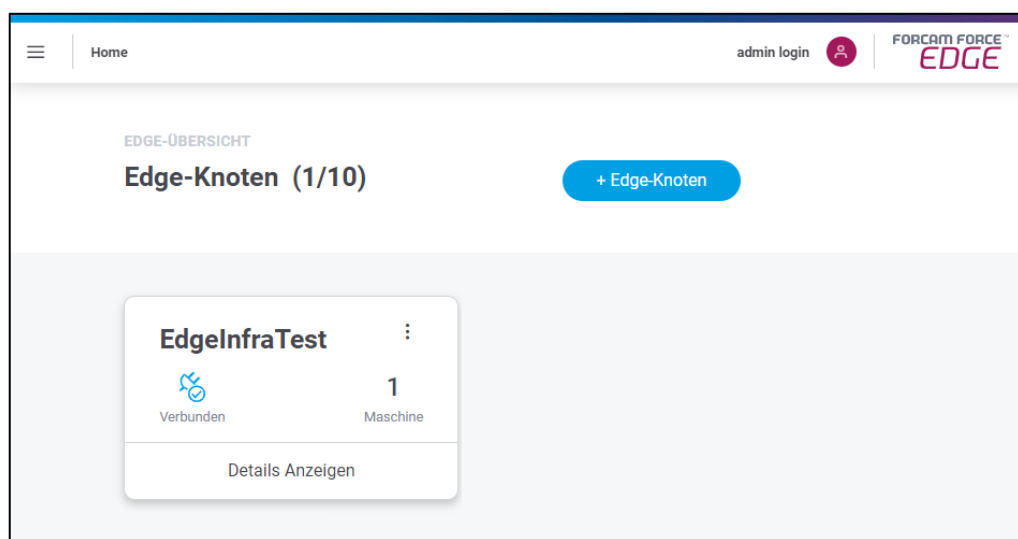 Home
admin login
FORCAM FORCE™
EDGE
EDGE-ÜBERSICHT
Edge-Knoten (1/10)
+ Edge-Knoten
EdgeInfraTest
1
Verbunden
Maschine
Details Anzeigen